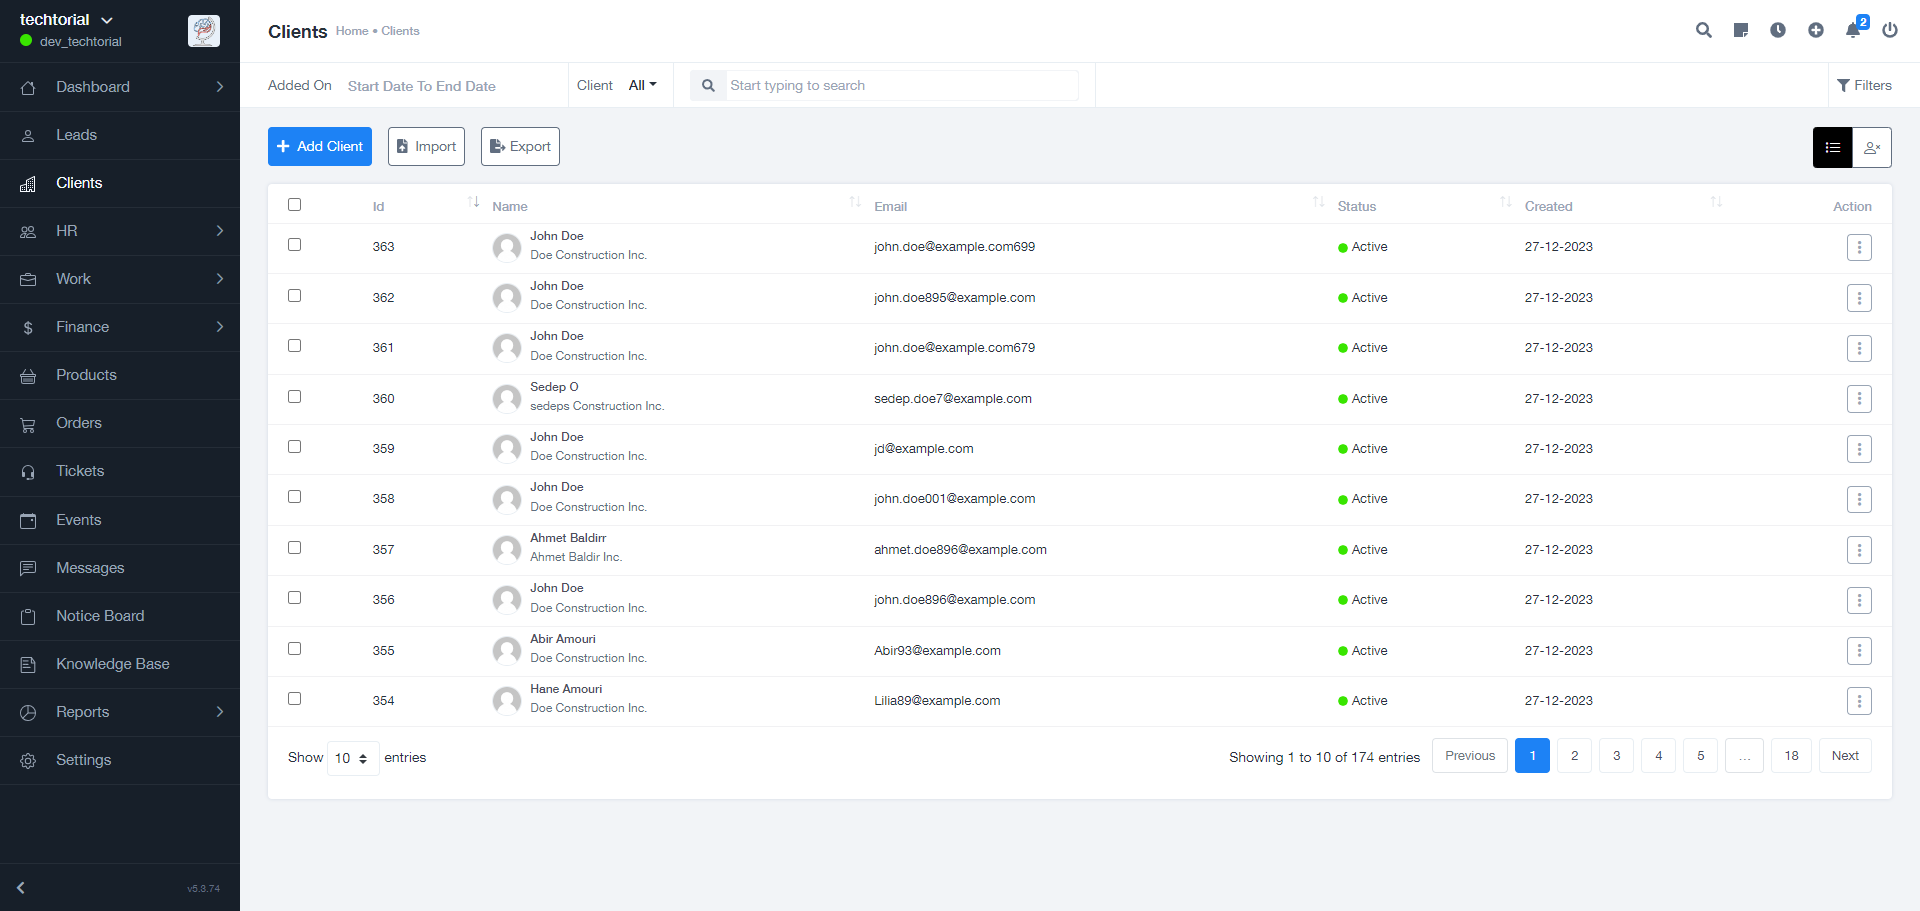 techtorial
dev_techtorial
Dashboard
Leads
Clients
HR
Work
Finance
Products
Orders
Tickets
Events
Messages
Notice Board
Knowledge Base
Reports
Settings
v5.3.74
Clients Home • Clients
2
Added On Start Date To End Date Client All Start typing to search Filters
Add Client Import Export
Id Name Email Status Created Action
363 John Doe
Doe Construction Inc. john.doe@example.com699 Active 27-12-2023
362 John Doe
Doe Construction Inc. john.doe895@example.com Active 27-12-2023
361 John Doe
Doe Construction Inc. john.doe@example.com679 Active 27-12-2023
360 Sedep O
sedeps Construction Inc. sedep.doe7@example.com Active 27-12-2023
359 John Doe
Doe Construction Inc. jd@example.com Active 27-12-2023
358 John Doe
Doe Construction Inc. john.doe001@example.com Active 27-12-2023
357 Ahmet Baldirr
Ahmet Baldir Inc. ahmet.doe896@example.com Active 27-12-2023
356 John Doe
Doe Construction Inc. john.doe896@example.com Active 27-12-2023
355 Abir Amouri
Doe Construction Inc. Abir93@example.com Active 27-12-2023
354 Hane Amouri
Doe Construction Inc. Lilia89@example.com Active 27-12-2023
Show 10 entries Showing 1 to 10 of 174 entries Previous 1 2 3 4 5 ... 18 Next